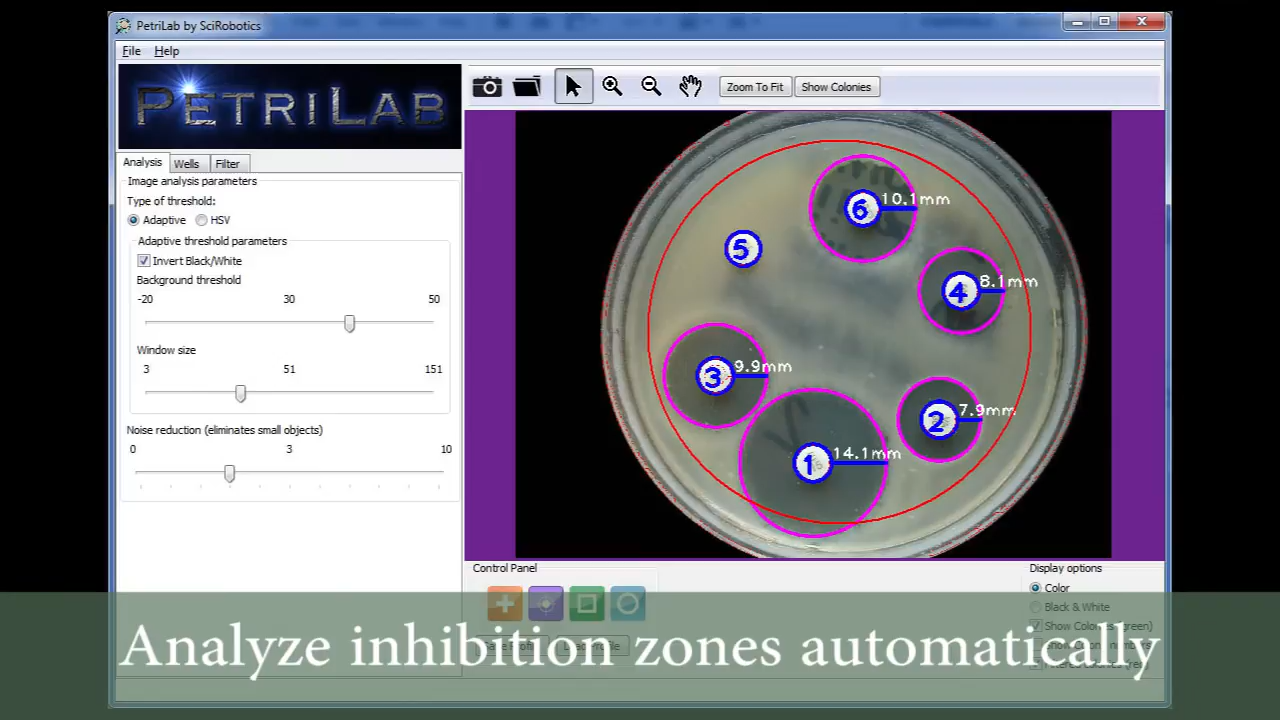 PetriLab by SciRobotics
File Help
PETRILAB
Zoom To Fit Show Colonies
Analysis Wells Filter
Image analysis parameters
Type of threshold:
Adaptive HSV
Adaptive threshold parameters
Invert Black/White
Background threshold
-20 30 50
Window size
3 51 151
Noise reduction (eliminates small objects)
0 3 10
6 10.1mm
5
4 8.1mm
3 9.9mm
2 7.9mm
1 14.1mm
Control Panel
Display options
Color
Black & White
Analyze inhibition zones automatically